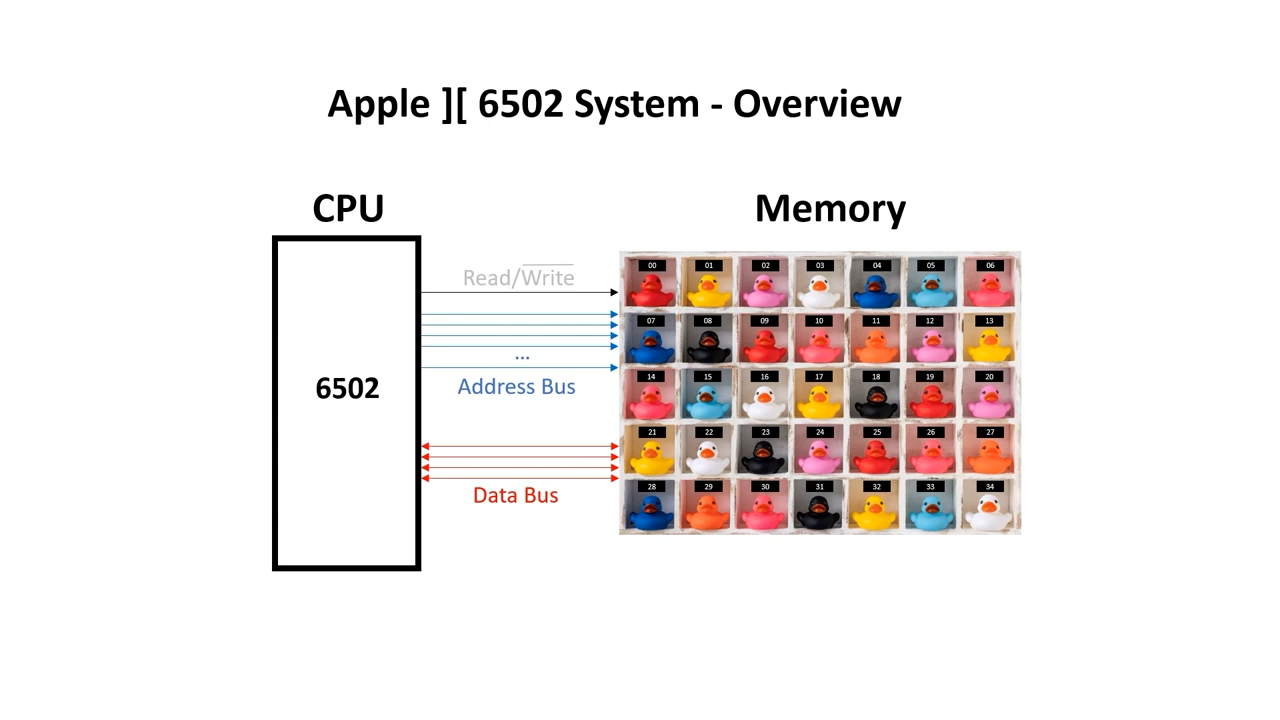 Apple ][ 6502 System - Overview
CPU
Memory
Read/Write
...
Address Bus
6502
Data Bus
00 01 02 03 04 05 06
07 08 09 10 11 12 13
14 15 16 17 18 19 20
21 22 23 24 25 26 27
28 29 30 31 32 33 34